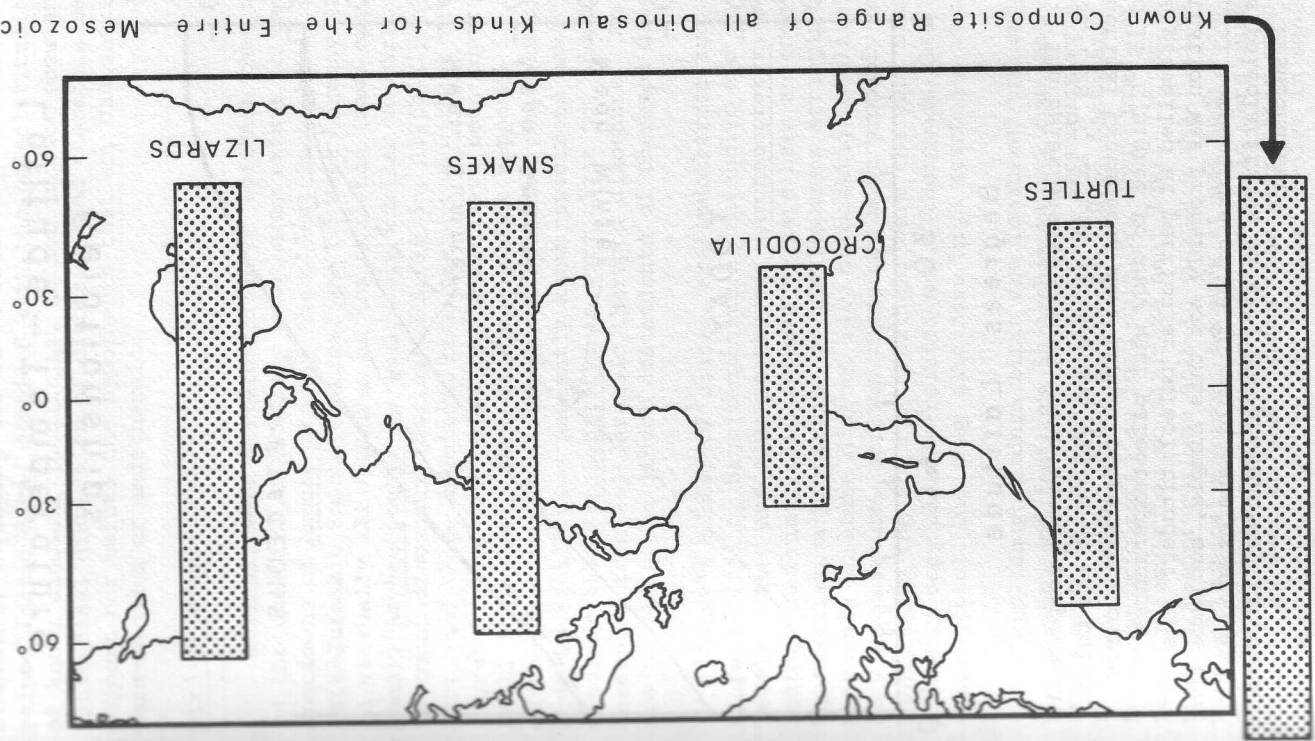 60°
30°
0°
30°
CROCODILIA
TURTLES
SNAKES
LIZARDS
60°
Known Composite Range of all Dinosaur Kinds for the Entire Mesozoic